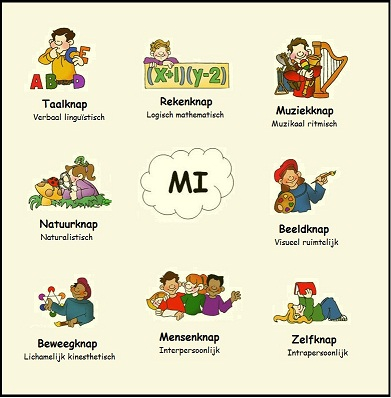 A B D E
Taalknap
Verbaal linguïstisch
(x+1)(y-2)
Rekenknap
Logisch mathematisch
Muziekknap
Muzikaal ritmisch
Natuurknap
Naturalistisch
MI
Beeldknap
Visueel ruimtelijk
Beweegknap
Lichamelijk kinesthetisch
Mensenknap
Interpersoonlijk
Zelfknap
Intrapersoonlijk